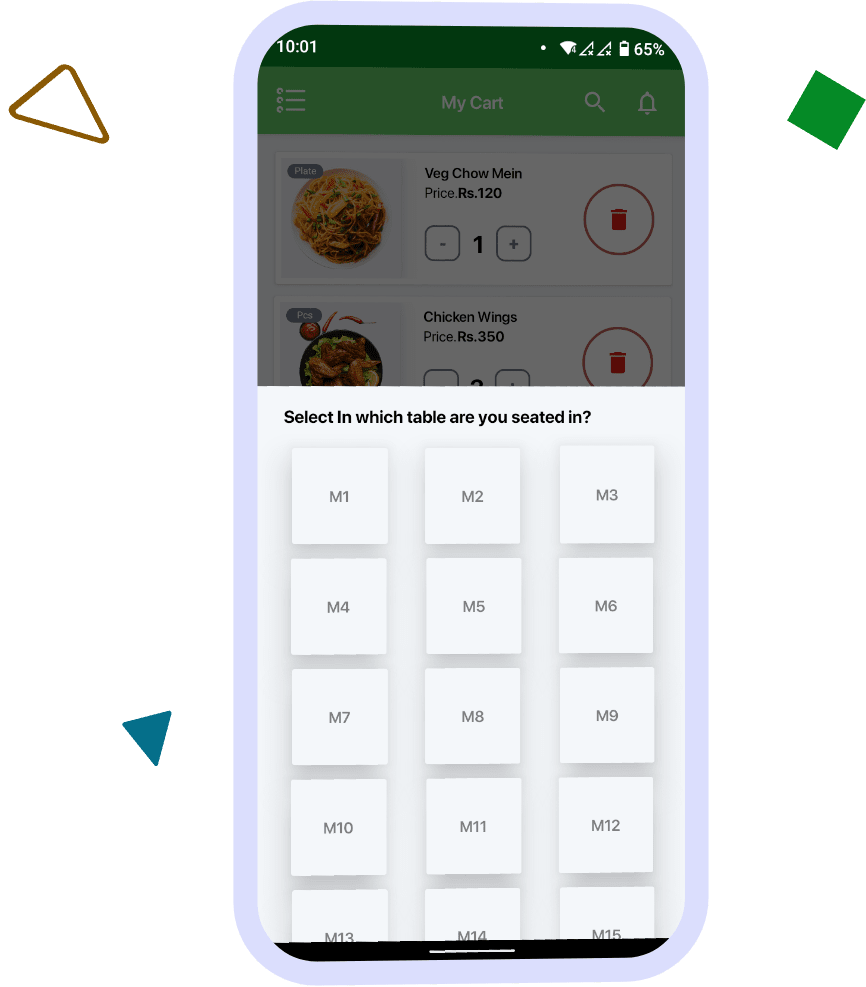 10:01 65%
My Cart
Plate
Veg Chow Mein
Price.Rs.120
- 1 +
Pcs
Chicken Wings
Price.Rs.350
Select In which table are you seated in?
M1 M2 M3
M4 M5 M6
M7 M8 M9
M10 M11 M12
M13 M14 M15